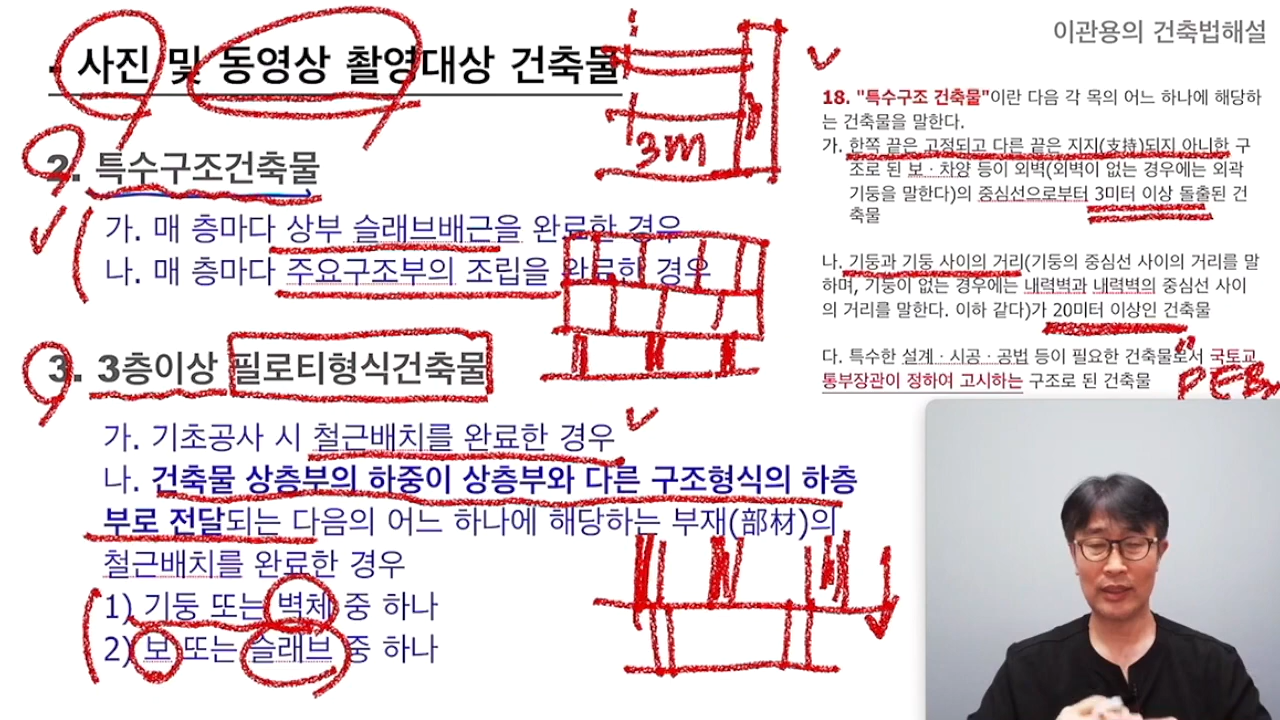 이관용의 건축법해설
· 사진 및 동영상 촬영대상 건축물
2. 특수구조건축물
가. 매 층마다 상부 슬래브배근을 완료한 경우
나. 매 층마다 주요구조부의 조립을 완료한 경우
3. 3층이상 필로티형식건축물
가. 기초공사 시 철근배치를 완료한 경우
나. 건축물 상층부의 하중이 상층부와 다른 구조형식의 하층
부로 전달되는 다음의 어느 하나에 해당하는 부재(部材)의
철근배치를 완료한 경우
1) 기둥 또는 벽체 중 하나
2) 보 또는 슬래브 중 하나
3m
18. "특수구조 건축물"이란 다음 각 목의 어느 하나에 해당하
는 건축물을 말한다.
가. 한쪽 끝은 고정되고 다른 끝은 지지(支持)되지 아니한 구
조로 된 보 · 차양 등이 외벽(외벽이 없는 경우에는 외곽
기둥을 말한다)의 중심선으로부터 3미터 이상 돌출된 건
축물
나. 기둥과 기둥 사이의 거리(기둥의 중심선 사이의 거리를 말
하며, 기둥이 없는 경우에는 내력벽과 내력벽의 중심선 사이
의 거리를 말한다. 이하 같다)가 20미터 이상인 건축물
다. 특수한 설계 · 시공 · 공법 등이 필요한 건축물로서 국토교
통부장관이 정하여 고시하는 구조로 된 건축물